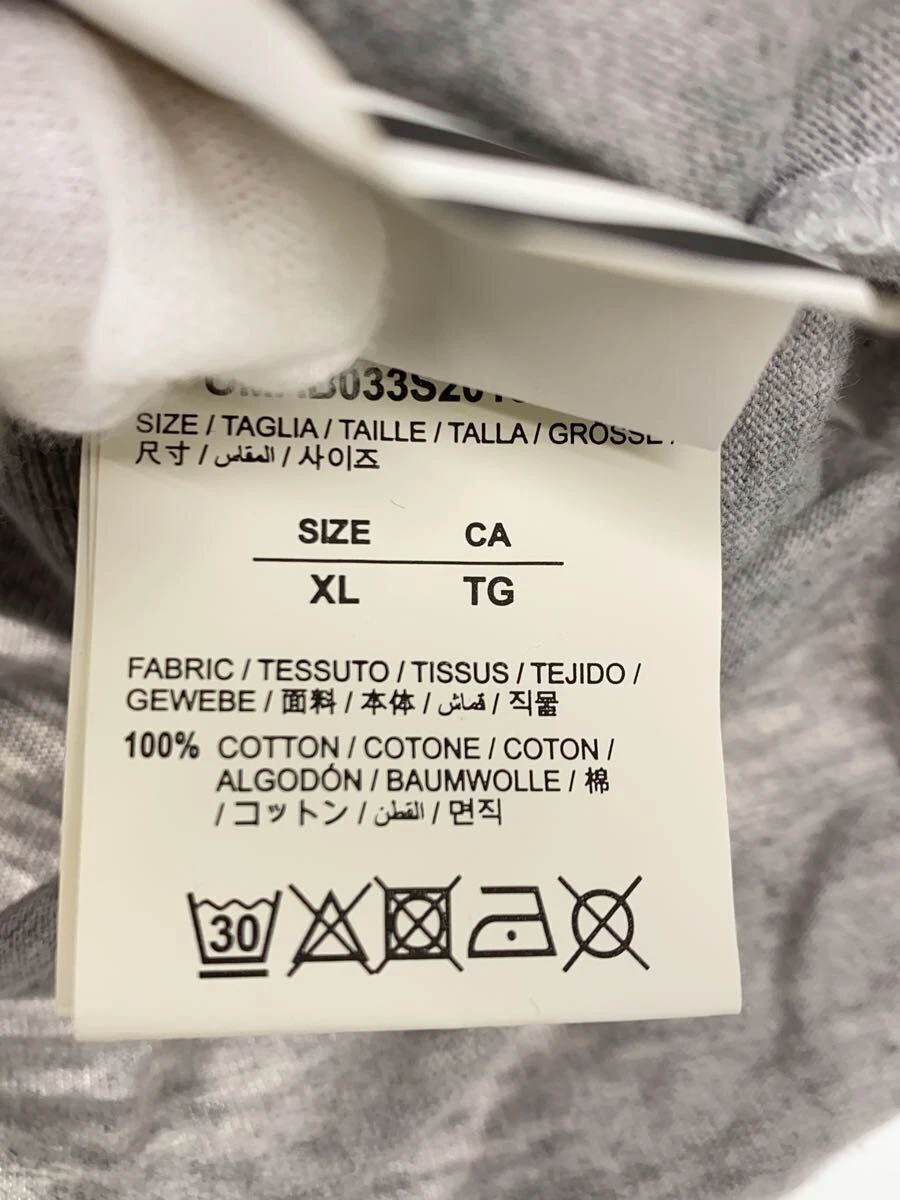 SIZE / TAGLIA / TAILLE / TALLA / GRÖSSE /
尺寸 / المقاس / 사이즈
SIZE CA
XL TG
FABRIC / TESSUTO / TISSUS / TEJIDO /
GEWEBE / 面料 / 本体 / قماش / 직물
100% COTTON / COTONE / COTON /
ALGODÓN / BAUMWOLLE / 棉
/ コットン / القطن / 면직
30